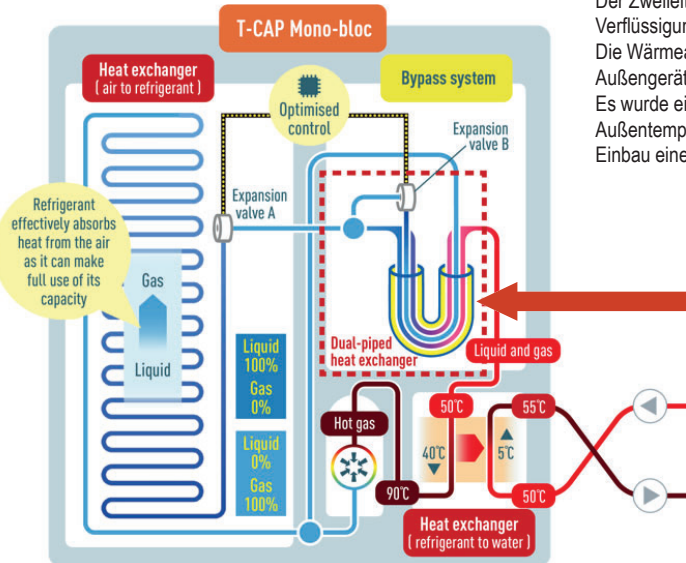 T-CAP Mono-bloc
Heat exchanger
( air to refrigerant )
Optimised
control
Bypass system
Expansion
valve B
Expansion
valve A
Refrigerant
effectively absorbs
heat from the air
as it can make
full use of its
capacity
Gas
Liquid
Liquid
100%
Gas
0%
Liquid
0%
Gas
100%
Dual-piped
heat exchanger
Liquid and gas
Hot gas
50℃
55℃
40℃
5℃
90℃
50℃
Heat exchanger
( refrigerant to water )
Verflüssigun
Die Wärmea
Außengerät
Es wurde ei
Außentemp
Einbau eine